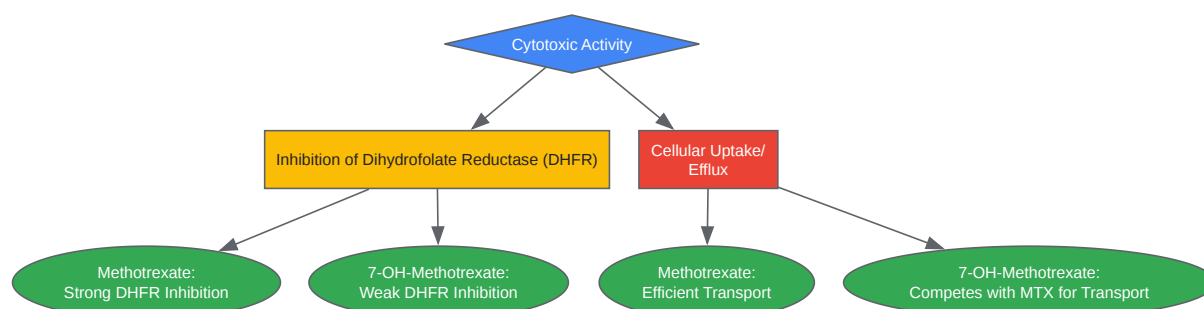 Cytotoxic Activity
Inhibition of Dihydrofolate Reductase (DHFR)
Cellular Uptake/
Efflux
Methotrexate:
Strong DHFR Inhibition
7-OH-Methotrexate:
Weak DHFR Inhibition
Methotrexate:
Efficient Transport
7-OH-Methotrexate:
Competes with MTX for Transport